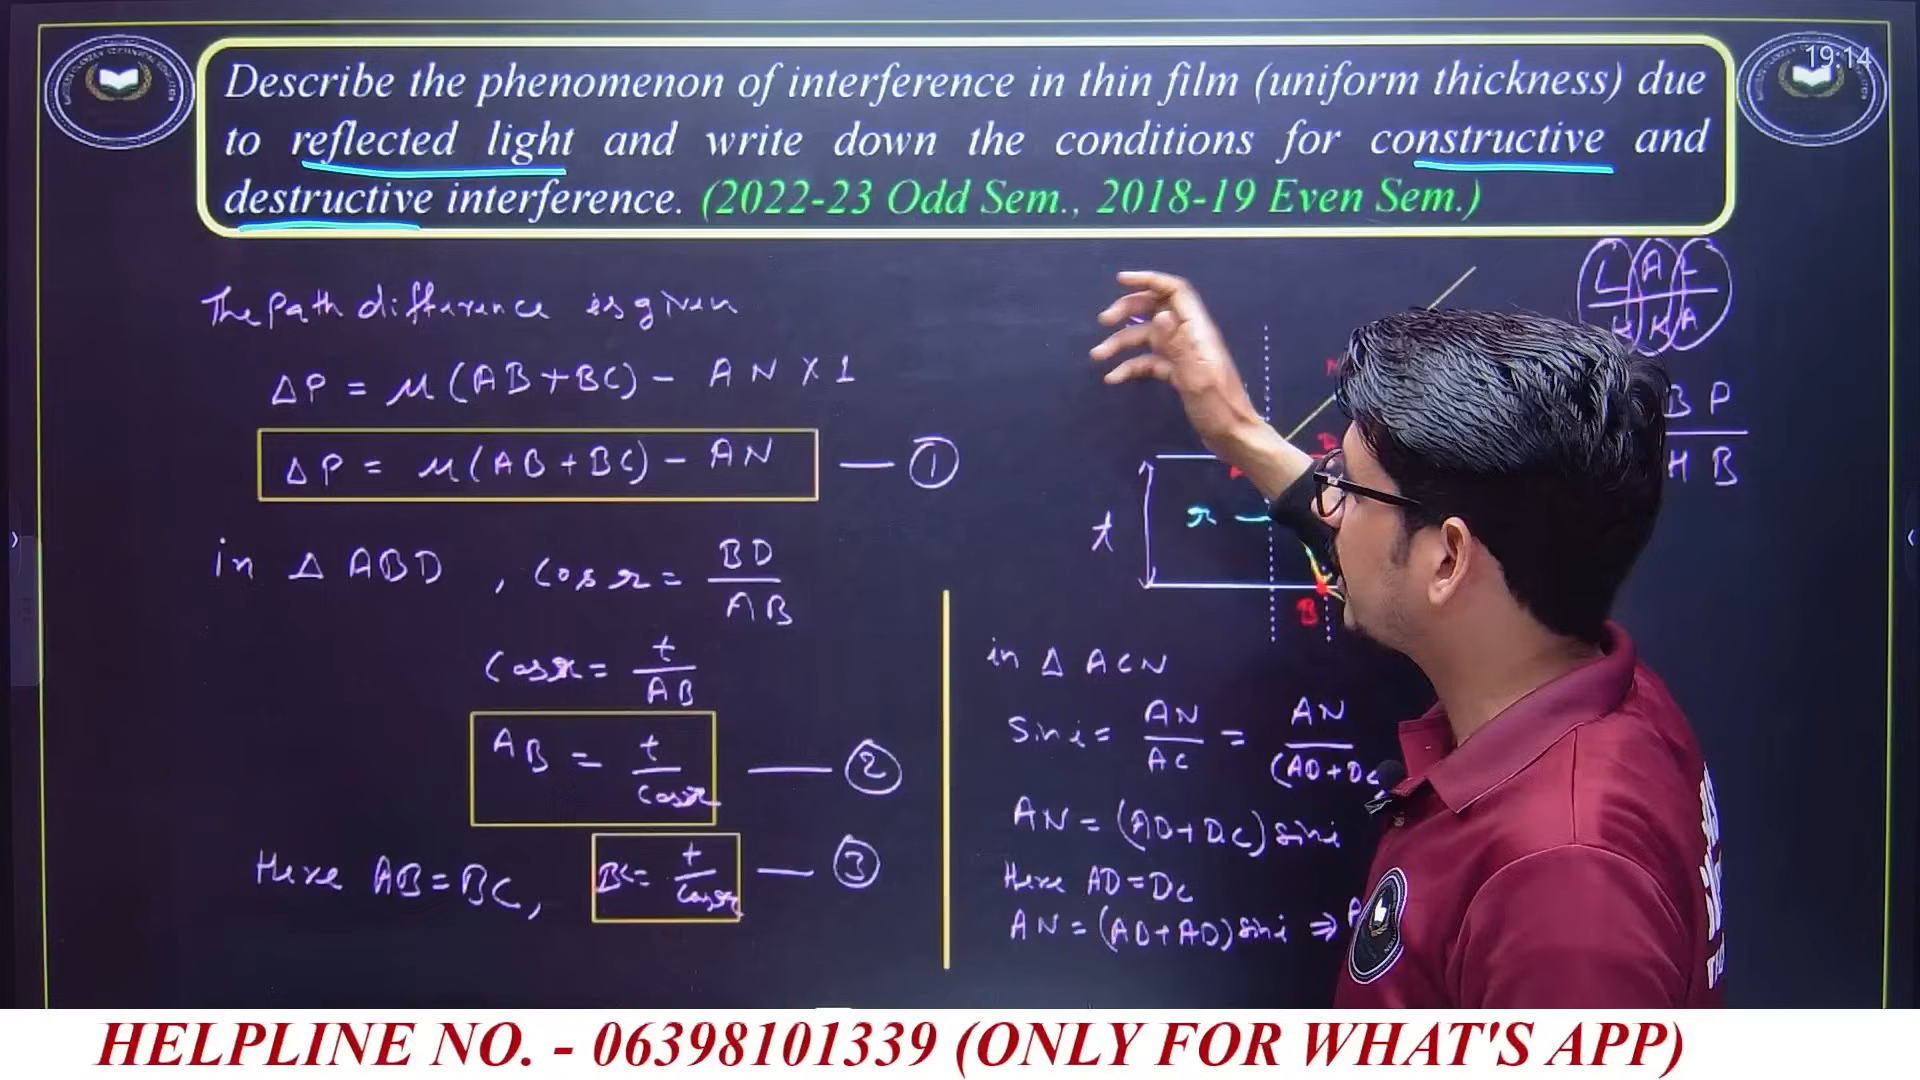 19:14
Describe the phenomenon of interference in thin film (uniform thickness) due
to reflected light and write down the conditions for constructive and
destructive interference. (2022-23 Odd Sem., 2018-19 Even Sem.)
The path difference is given
ΔP = μ(AB+BC) - AN×1
ΔP = μ(AB+BC) - AN — ①
in Δ ABD , Cos r = BD/AB
Cos r = t/AB
AB = t/Cos r — ②
Here AB=BC, BC= t/Cos r — ③
L A
K K A
B P
H B
t
r
B
in Δ ACN
Sin i = AN/AC = AN/(AD+DC
AN = (AD+DC) sin i
Here AD=DC
AN = (AD+AD) sin i ⇒
HELPLINE NO. - 06398101339 (ONLY FOR WHAT'S APP)